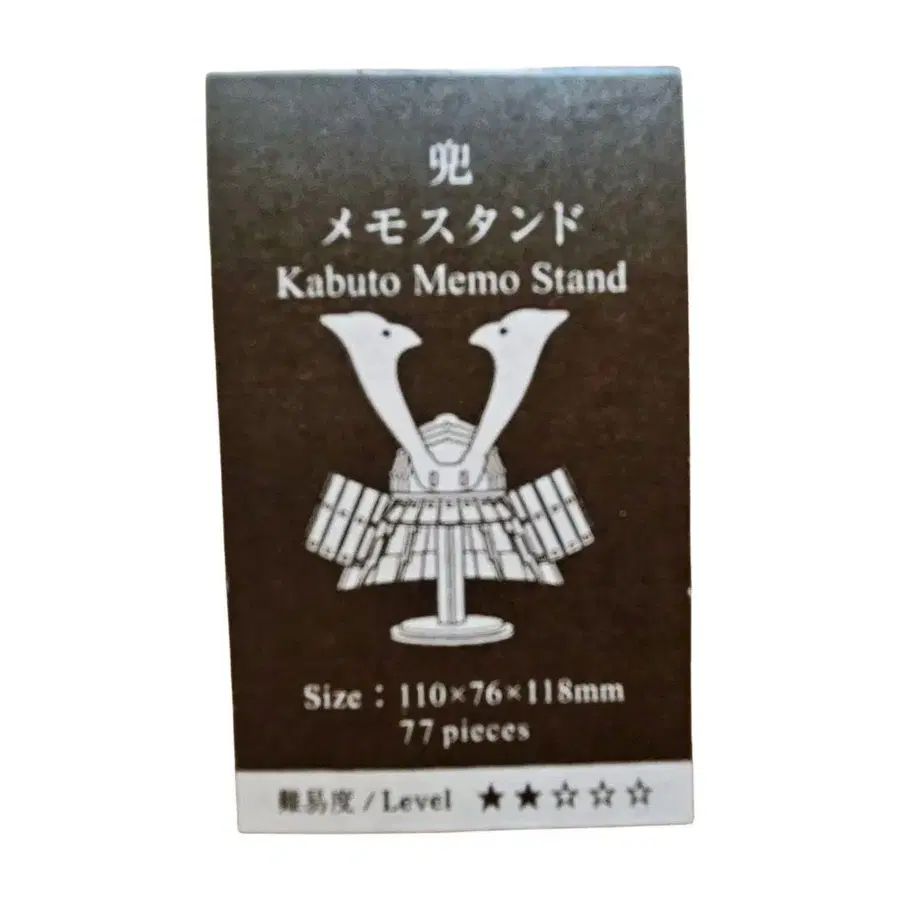 兜
メモスタンド
Kabuto Memo Stand
Size : 110×76×118mm
77 pieces
難易度 / Level ★★☆☆☆